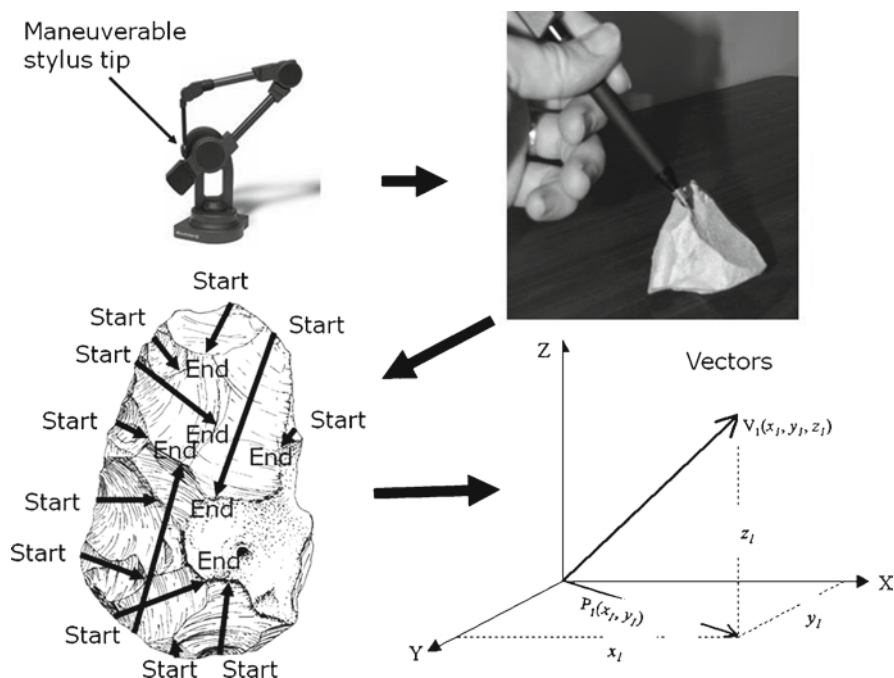 Maneuverable
stylus tip
Start
Start
Start
Start
End
Start
Start
End
End
End
Start
End
Start
End
Start
Start
Start
Z
Vectors
V₁(x₁, y₁, z₁)
z₁
X
P₁(x₁, y₁)
y₁
Y
x₁